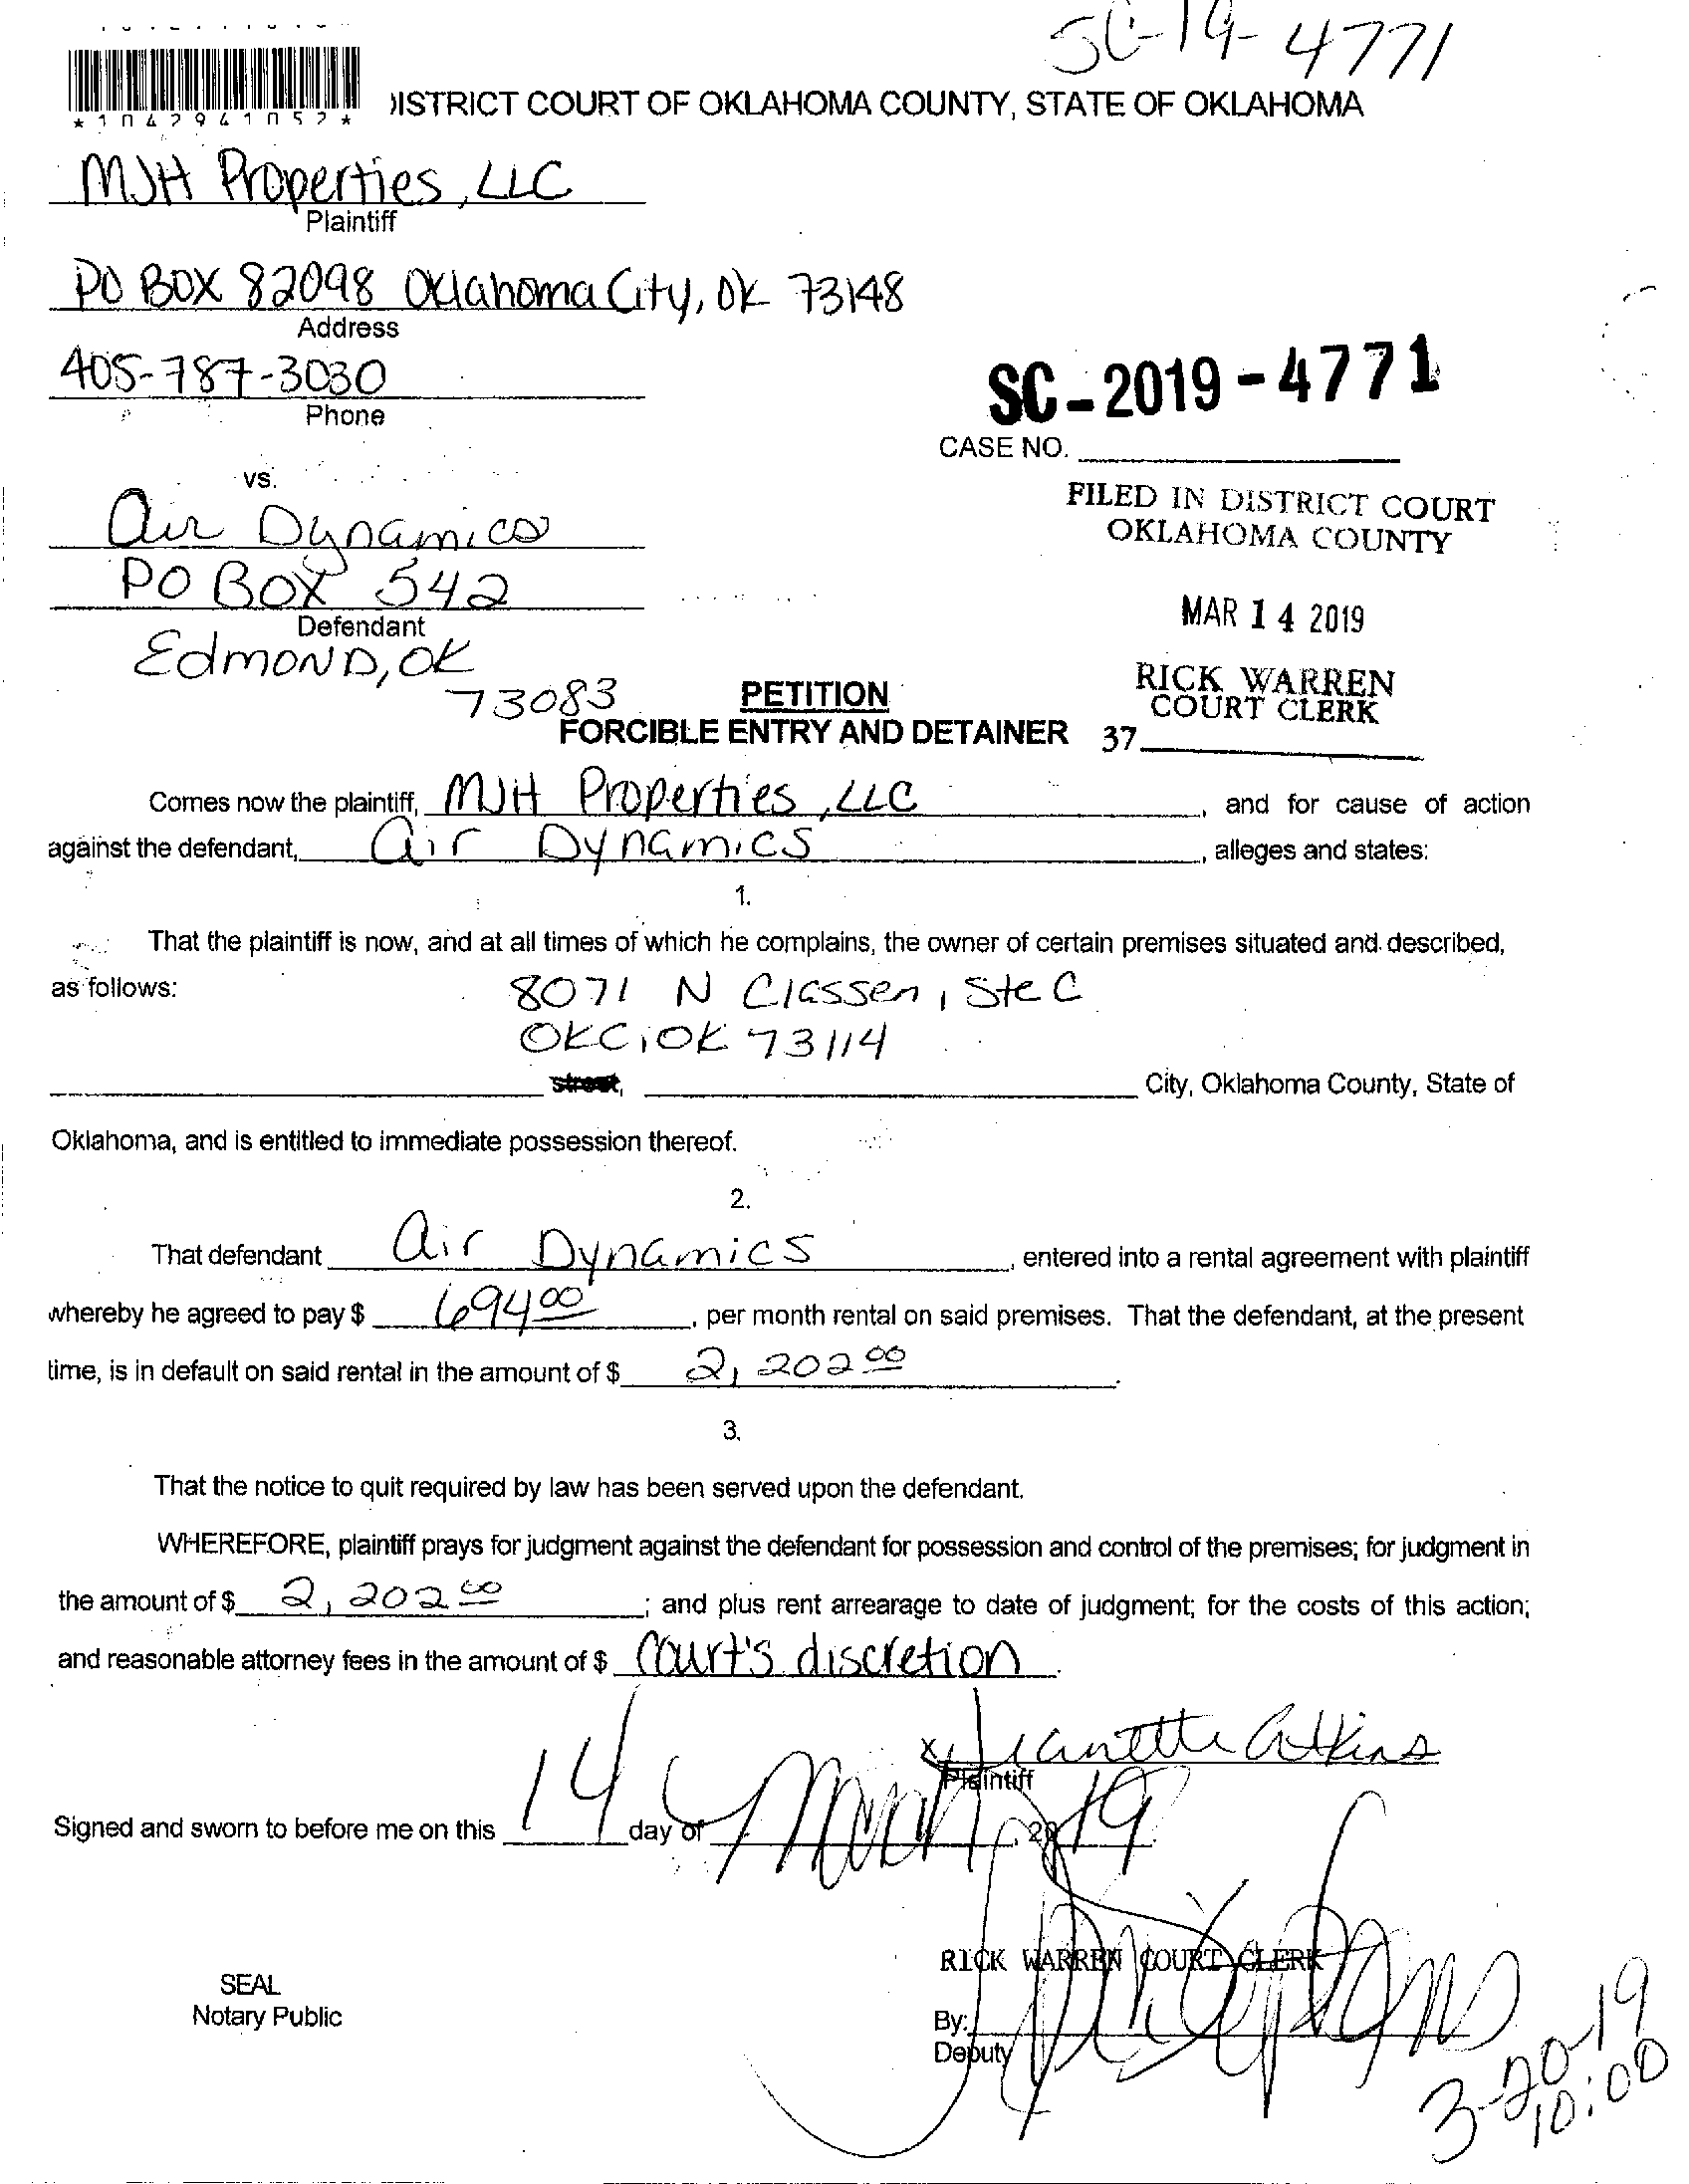 SC-19-4771
*1042941052*
ISTRICT COURT OF OKLAHOMA COUNTY, STATE OF OKLAHOMA
MJH Properties, LLC
Plaintiff
PO BOX 82098 Oklahoma City, OK 73148
Address
405-787-3030
Phone
SC-2019-4771
CASE NO.
vs.
FILED IN DISTRICT COURT
OKLAHOMA COUNTY
Air Dynamics
PO BOX 542
Defendant
MAR 14 2019
Edmond, OK
73083
RICK WARREN
COURT CLERK
PETITION
FORCIBLE ENTRY AND DETAINER 37
Comes now the plaintiff, MJH Properties, LLC, and for cause of action
against the defendant, Air Dynamics, alleges and states:
1.
That the plaintiff is now, and at all times of which he complains, the owner of certain premises situated and described,
as follows: 8071 N Classen, Ste C
OKC, OK 73114
street, City, Oklahoma County, State of
Oklahoma, and is entitled to immediate possession thereof.
2.
That defendant Air Dynamics, entered into a rental agreement with plaintiff
whereby he agreed to pay $ 694.00, per month rental on said premises. That the defendant, at the present
time, is in default on said rental in the amount of $ 2,202.00.
3.
That the notice to quit required by law has been served upon the defendant.
WHEREFORE, plaintiff prays for judgment against the defendant for possession and control of the premises; for judgment in
the amount of $ 2,202.00; and plus rent arrearage to date of judgment; for the costs of this action;
and reasonable attorney fees in the amount of $ Court's discretion.
x Jeanette Atkins
Plaintiff
Signed and sworn to before me on this 14 day of March, 2019
RICK WARREN COURT CLERK
SEAL
Notary Public
By:
Deputy
3-20-19
10:00